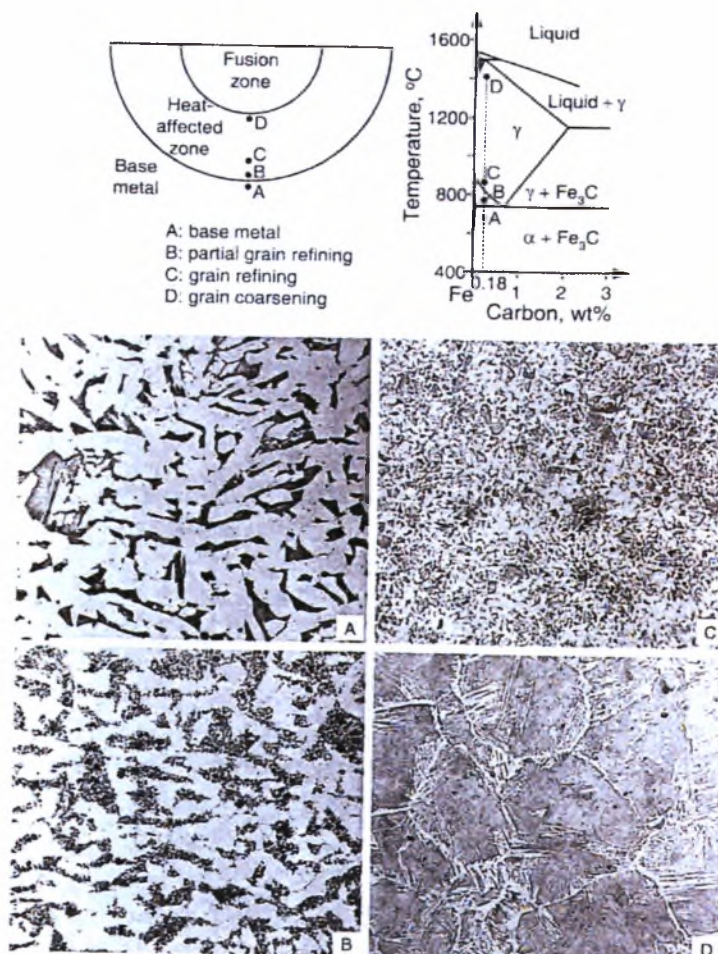 Fusion
zone
Heat-
affected
zone
Base
metal
D
C
B
A
A: base metal
B: partial grain refining
C: grain refining
D: grain coarsening
Temperature, ºC
1600
1200
800
400
Liquid
Liquid + γ
γ
γ + Fe₃C
α + Fe₃C
D
C
B
A
Fe
0.18
1
2
3
Carbon, wt%
A
C
B
D